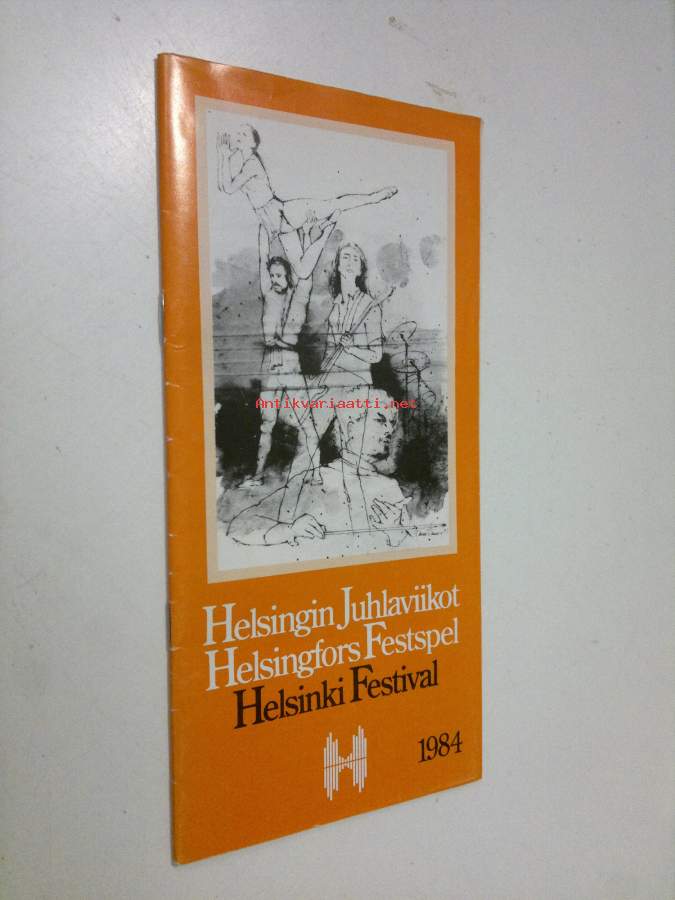 Antikvariaatti.net
Helsingin Juhlaviikot
Helsingfors Festspel
Helsinki Festival
H
1984